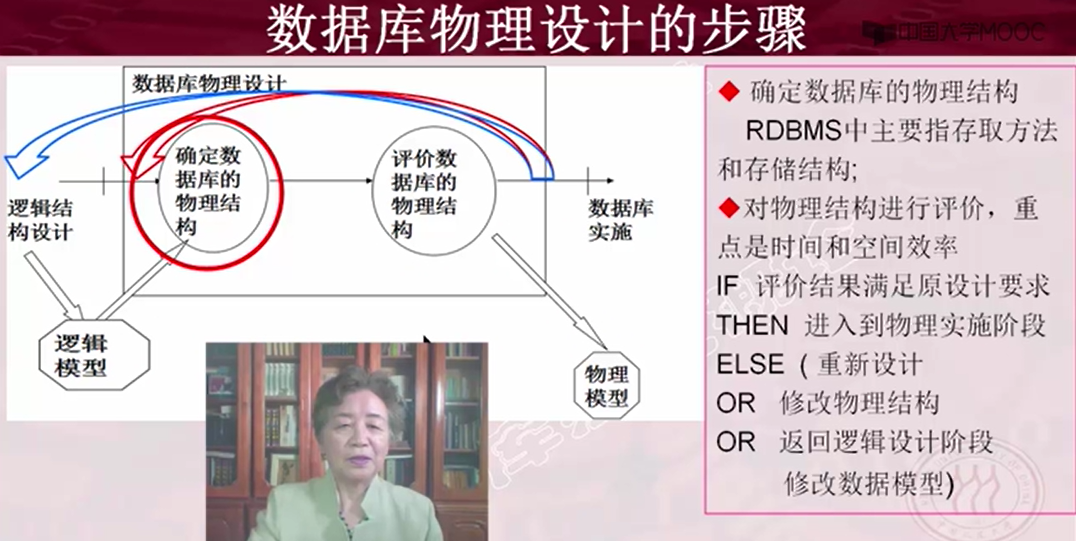 数据库物理设计的步骤
中国大学MOOC
数据库物理设计
确定数
据库的
物理结
构
评价数
据库的
物理结
构
逻辑结
构设计
数据库
实施
逻辑
模型
物理
模型
◆ 确定数据库的物理结构
RDBMS中主要指存取方法
和存储结构;
◆对物理结构进行评价，重
点是时间和空间效率
IF 评价结果满足原设计要求
THEN 进入到物理实施阶段
ELSE ( 重新设计
OR 修改物理结构
OR 返回逻辑设计阶段
修改数据模型)